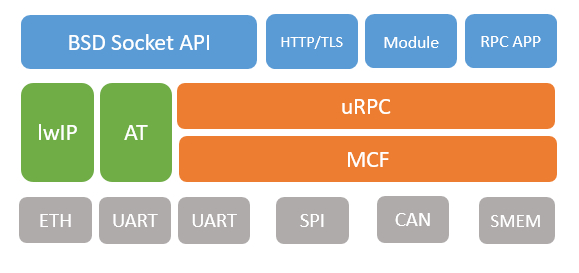 BSD Socket API
HTTP/TLS
Module
RPC APP
lwIP
AT
uRPC
MCF
ETH
UART
UART
SPI
CAN
SMEM